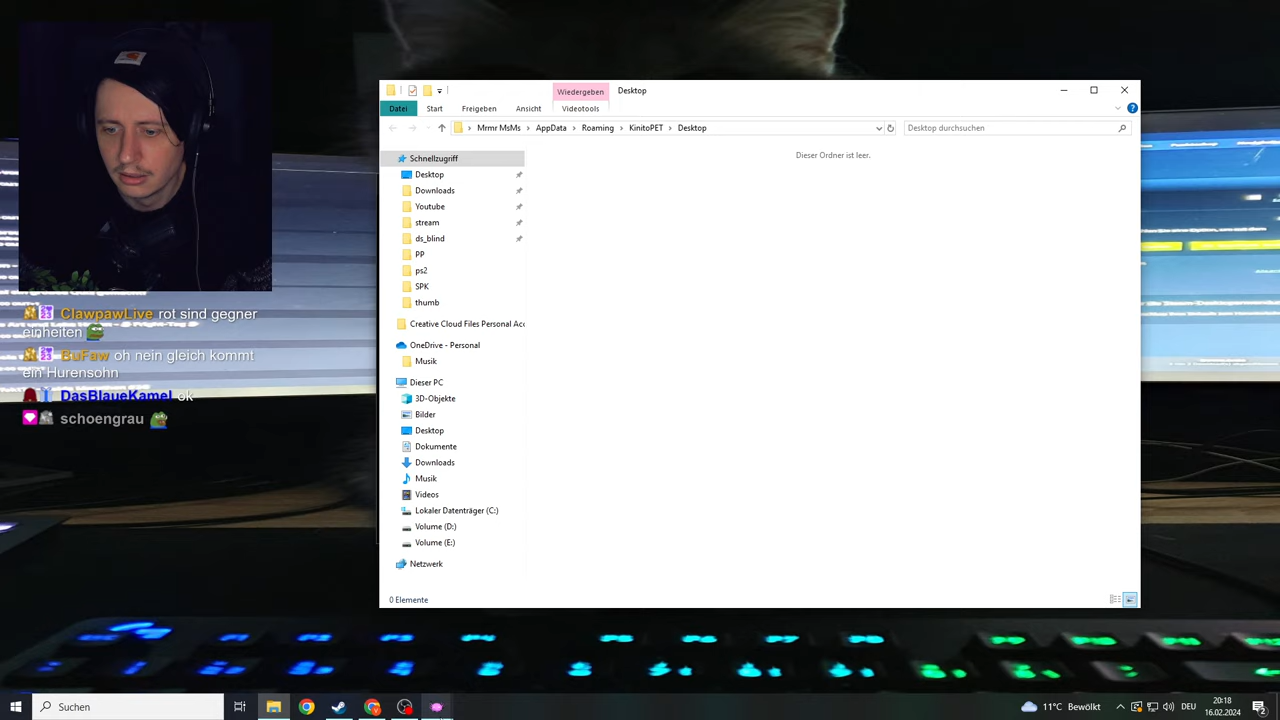 Wiedergeben
Desktop
Datei
Start
Freigeben
Ansicht
Videotools
Mrmr MsMs > AppData > Roaming > KinitoPET > Desktop
Desktop durchsuchen
Dieser Ordner ist leer.
Schnellzugriff
Desktop
Downloads
Youtube
stream
ds_blind
PP
ps2
SPK
thumb
Creative Cloud Files Personal Acc
OneDrive - Personal
Musik
Dieser PC
3D-Objekte
Bilder
Desktop
Dokumente
Downloads
Musik
Videos
Lokaler Datenträger (C:)
Volume (D:)
Volume (E:)
Netzwerk
0 Elemente
ClawpawLive rot sind gegner
einheiten
BuFaw oh nein gleich kommt
ein Hurensohn
DasBlaueKamel ok
schoengrau
Suchen
11°C Bewölkt
DEU
20:18
16.02.2024
2